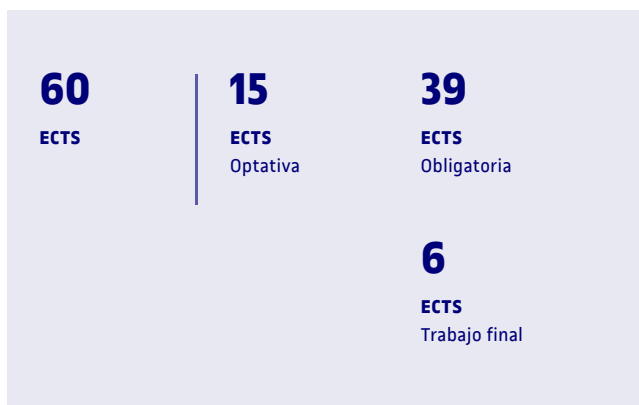 60
ECTS
15
ECTS
Optativa
39
ECTS
Obligatoria
6
ECTS
Trabajo final